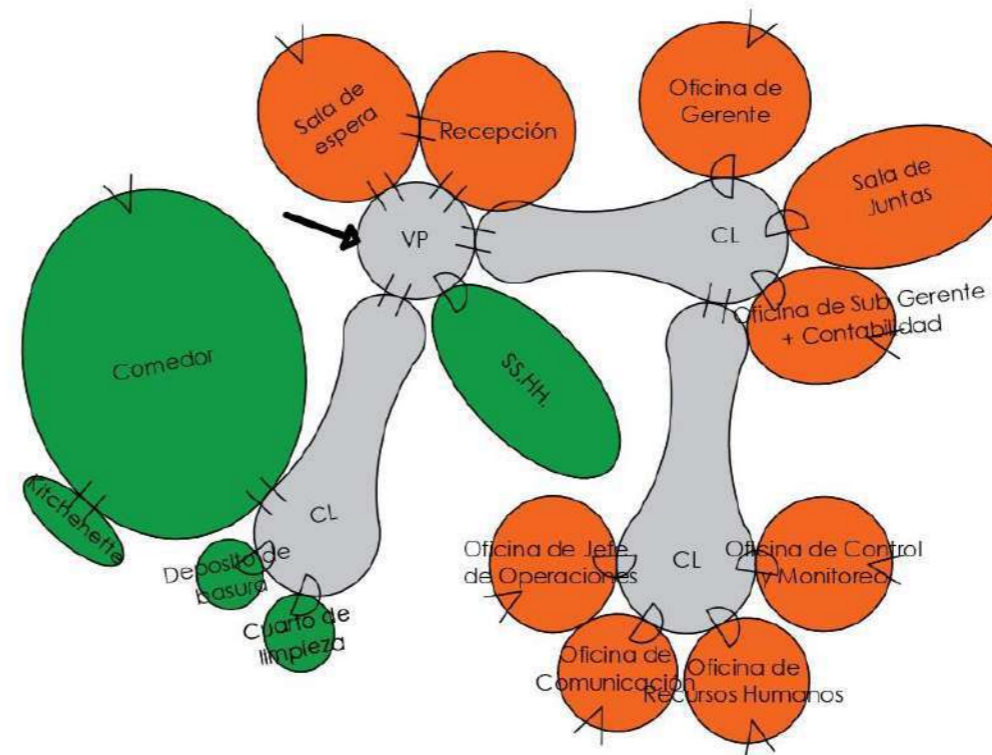 Sala de
espera
Recepción
Oficina de
Gerente
Sala de
Juntas
VP
CL
Oficina de Sub Gerente
+ Contabilidad
Comedor
SS.HH.
Kitchenette
CL
Deposito de
basura
Cuarto de
limpieza
Oficina de Jefe
de Operaciones
CL
Oficina de Control
y Monitoreo
Oficina de
Comunicación
Oficina de
Recursos Humanos